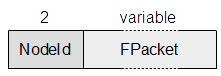 2 variable
NodeId FPacket